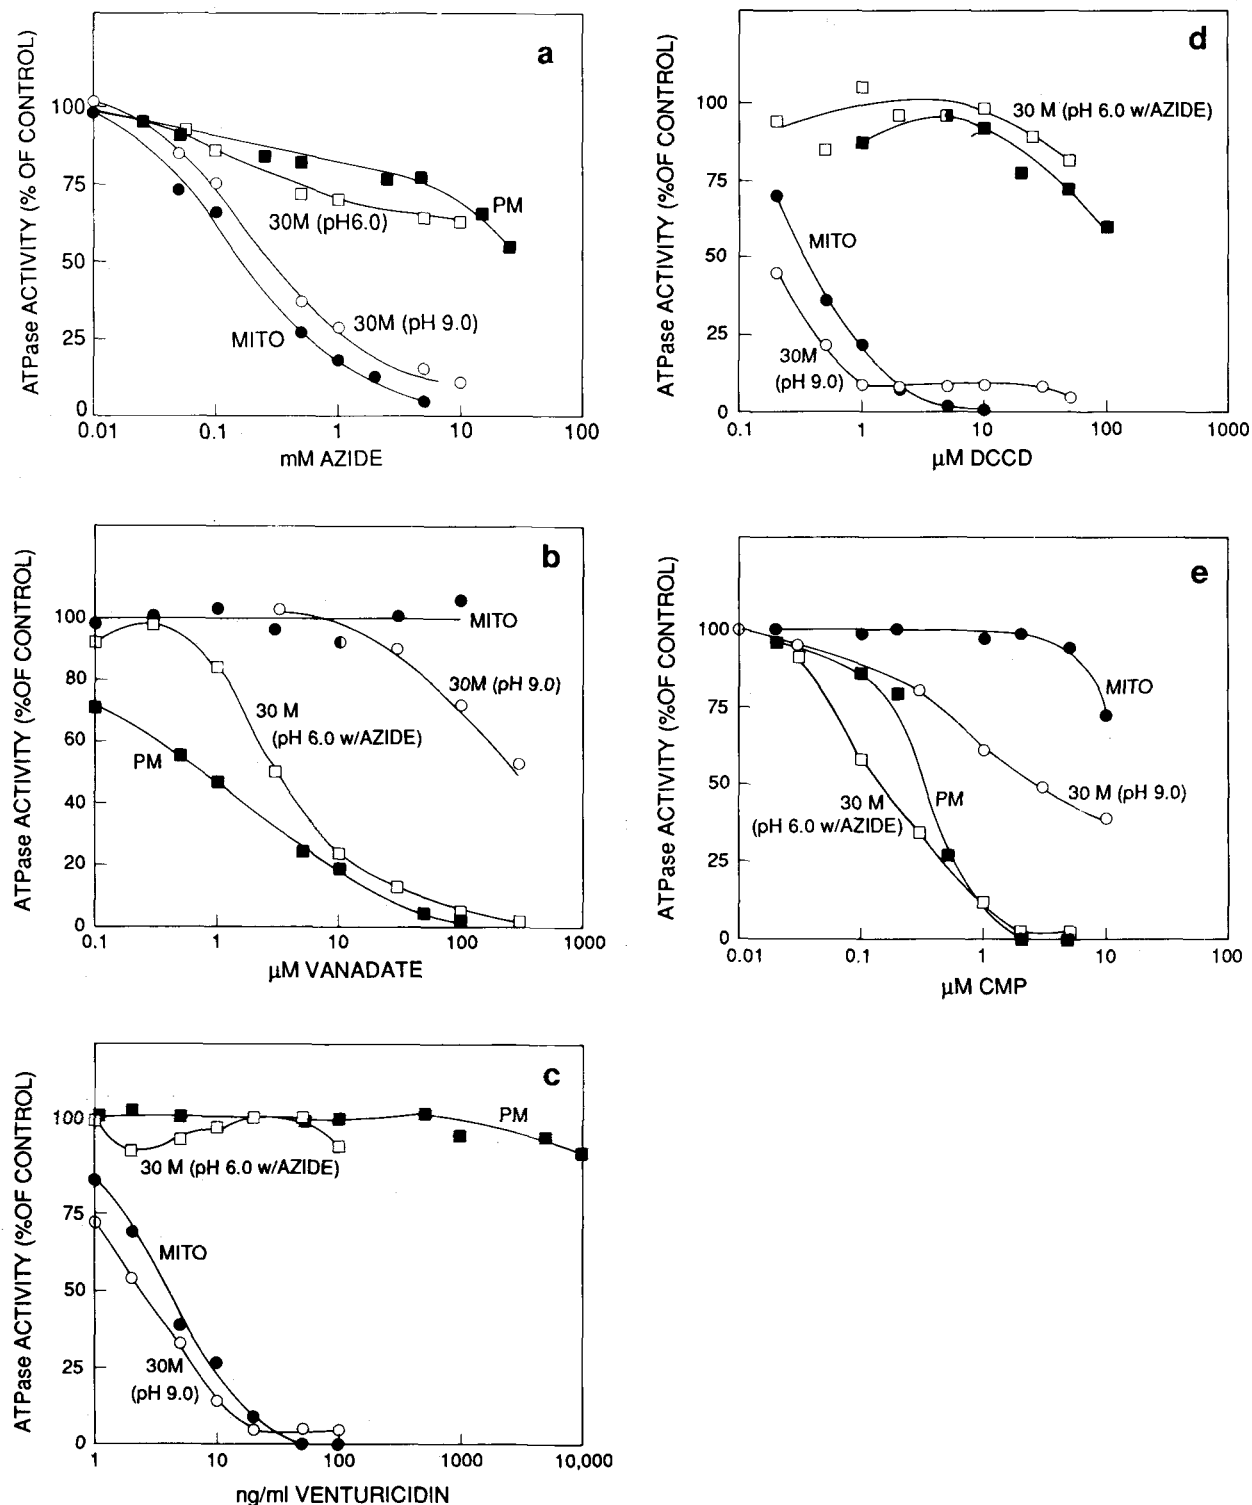 a
ATPase ACTIVITY (% OF CONTROL)
100
75
50
25
0
PM
30M (pH6.0)
30M (pH 9.0)
MITO
0.01 0.1 1 10 100
mM AZIDE
b
ATPase ACTIVITY (%OF CONTROL)
100
80
60
40
20
0
MITO
30M (pH 9.0)
30 M
(pH 6.0 w/AZIDE)
PM
0.1 1 10 100 1000
µM VANADATE
c
ATPase ACTIVITY (%OF CONTROL)
100
75
50
25
0
PM
30 M (pH 6.0 w/AZIDE)
MITO
30M
(pH 9.0)
1 10 100 1000 10,000
ng/ml VENTURICIDIN
d
ATPase ACTIVITY (%OF CONTROL)
100
75
50
25
0
30 M (pH 6.0 w/AZIDE)
MITO
30M
(pH 9.0)
0.1 1 10 100 1000
µM DCCD
e
ATPase ACTIVITY (%OF CONTROL)
100
75
50
25
0
MITO
30 M (pH 9.0)
PM
30 M
(pH 6.0 w/AZIDE)
0.01 0.1 1 10 100
µM CMP